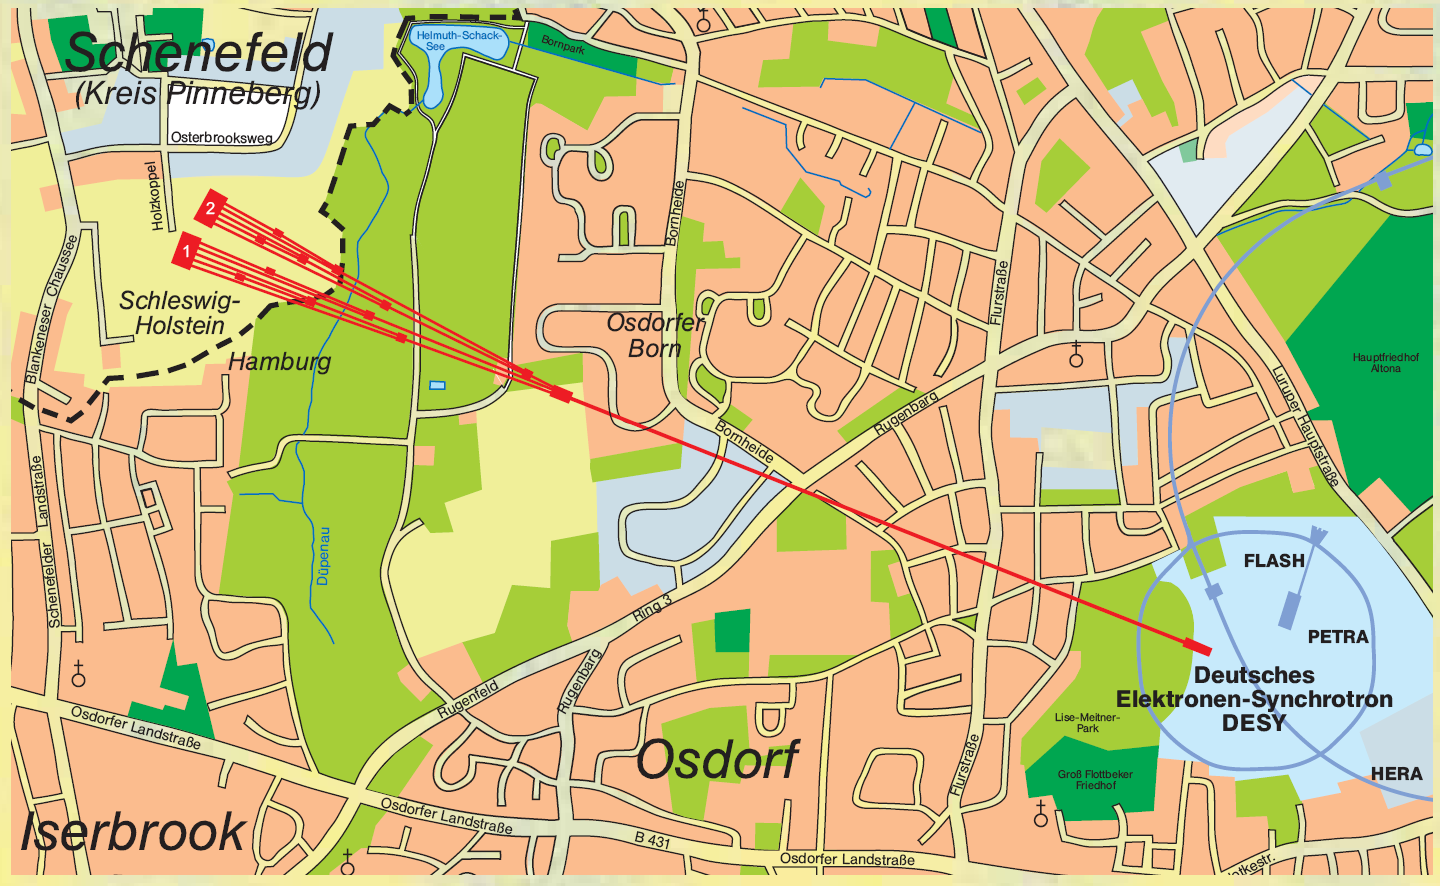 Schenefeld
(Kreis Pinneberg)
Helmuth-Schack-
See
Bornpark
Osterbrooksweg
Holzkoppel
2
1
Blankeneser Chaussee
Schleswig-
Holstein
Hamburg
Bornheide
Osdorfer
Born
Flurstraße
Hauptfriedhof
Altona
Luruper Hauptstraße
Rugenbarg
Bornheide
Schenefelder Landstraße
Düpenau
FLASH
PETRA
Ring 3
Deutsches
Elektronen-Synchrotron
DESY
Rugenbarg
Rugenfeld
Lise-Meitner-
Park
Osdorfer Landstraße
Osdorf
Flurstraße
Groß Flottbeker
Friedhof
HERA
Iserbrook
Osdorfer Landstraße
B 431
Osdorfer Landstraße